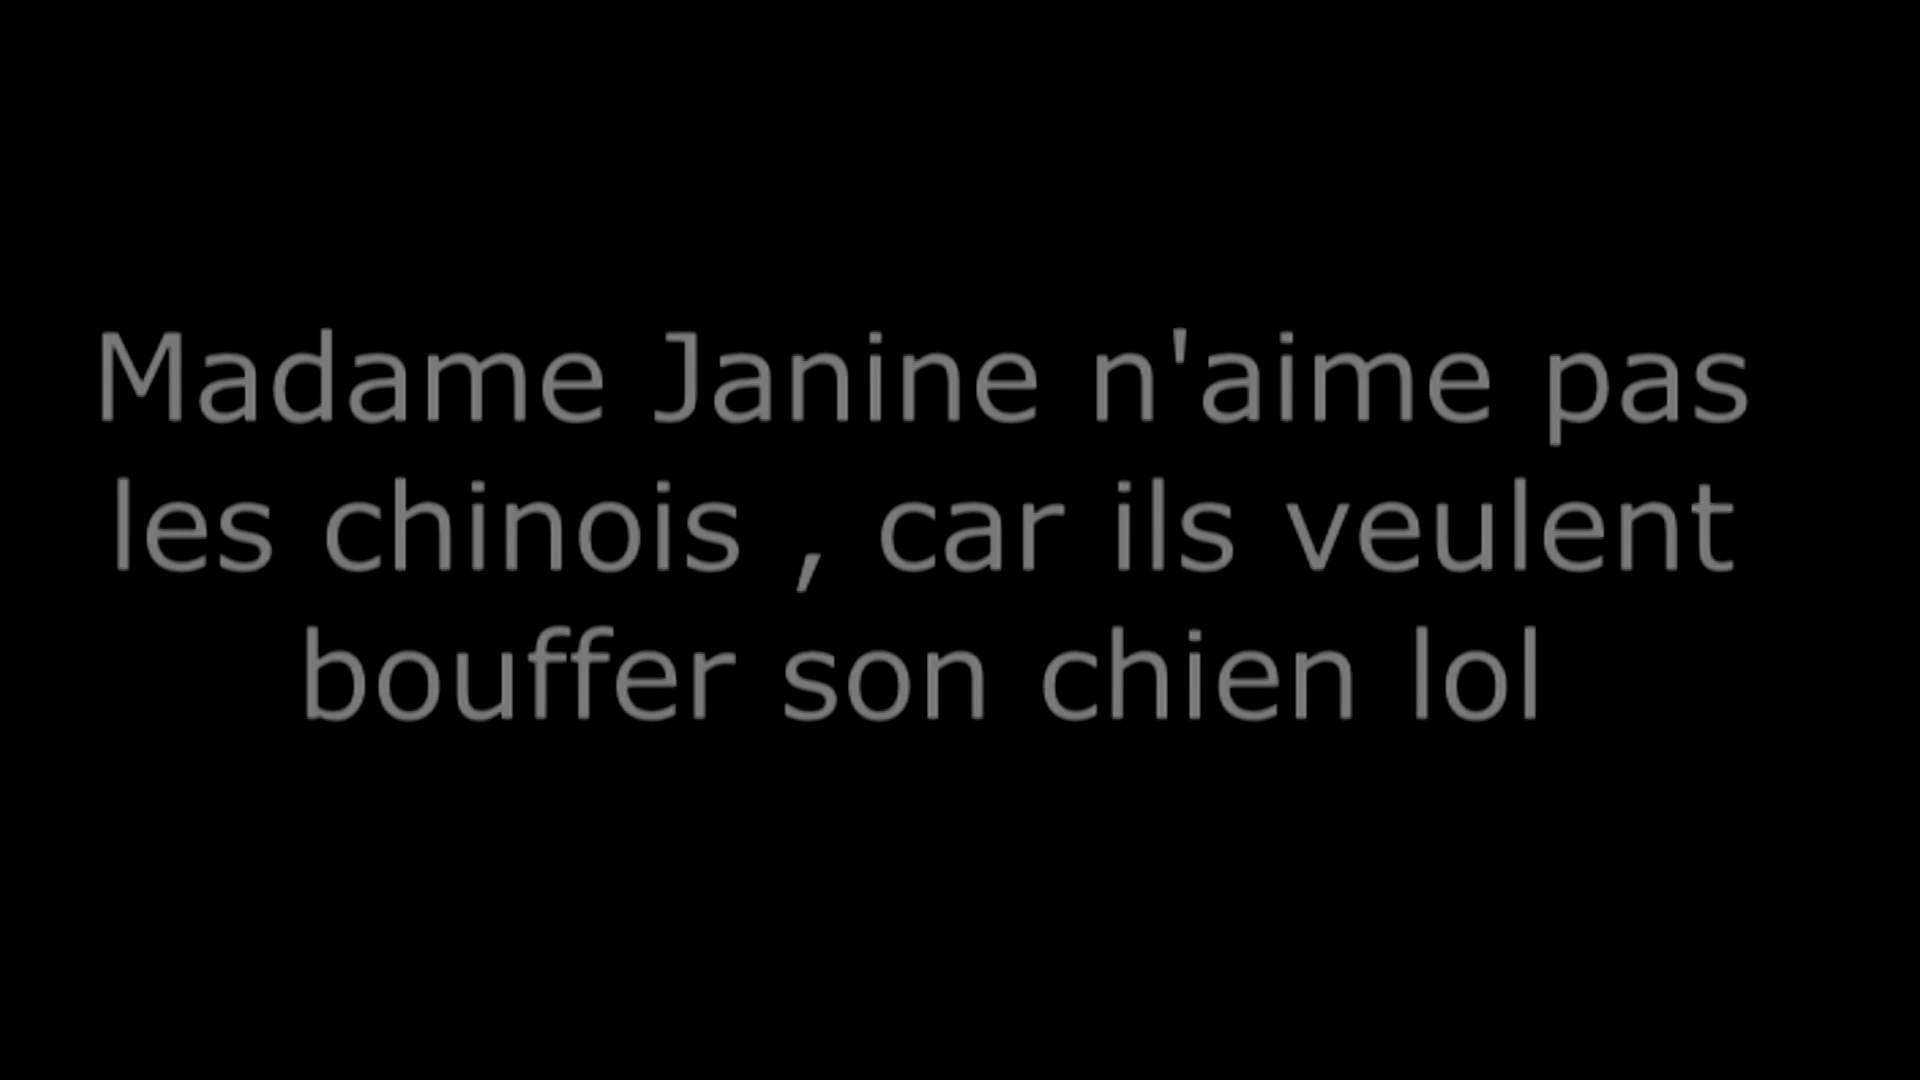 Madame Janine n'aime pas
les chinois , car ils veulent
bouffer son chien lol